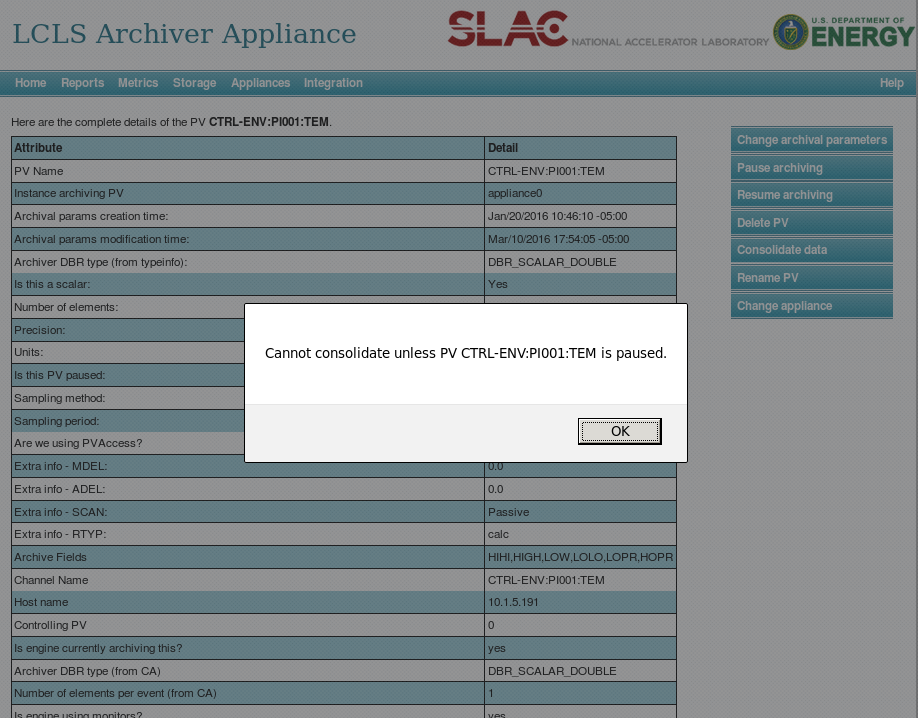 LCLS Archiver Appliance
SLAC NATIONAL ACCELERATOR LABORATORY
U.S. DEPARTMENT OF
ENERGY
Home Reports Metrics Storage Appliances Integration Help
Here are the complete details of the PV CTRL-ENV:PI001:TEM.
Attribute Detail
PV Name CTRL-ENV:PI001:TEM
Instance archiving PV appliance0
Archival params creation time: Jan/20/2016 10:46:10 -05:00
Archival params modification time: Mar/10/2016 17:54:05 -05:00
Archiver DBR type (from typeinfo): DBR_SCALAR_DOUBLE
Is this a scalar: Yes
Number of elements:
Precision:
Units:
Is this PV paused:
Sampling method:
Sampling period:
Are we using PVAccess?
Extra info - MDEL: 0.0
Extra info - ADEL: 0.0
Extra info - SCAN: Passive
Extra info - RTYP: calc
Archive Fields HIHI,HIGH,LOW,LOLO,LOPR,HOPR
Channel Name CTRL-ENV:PI001:TEM
Host name 10.1.5.191
Controlling PV 0
Is engine currently archiving this? yes
Archiver DBR type (from CA) DBR_SCALAR_DOUBLE
Number of elements per event (from CA) 1
Is engine using monitors? yes
Change archival parameters
Pause archiving
Resume archiving
Delete PV
Consolidate data
Rename PV
Change appliance
Cannot consolidate unless PV CTRL-ENV:PI001:TEM is paused.
OK